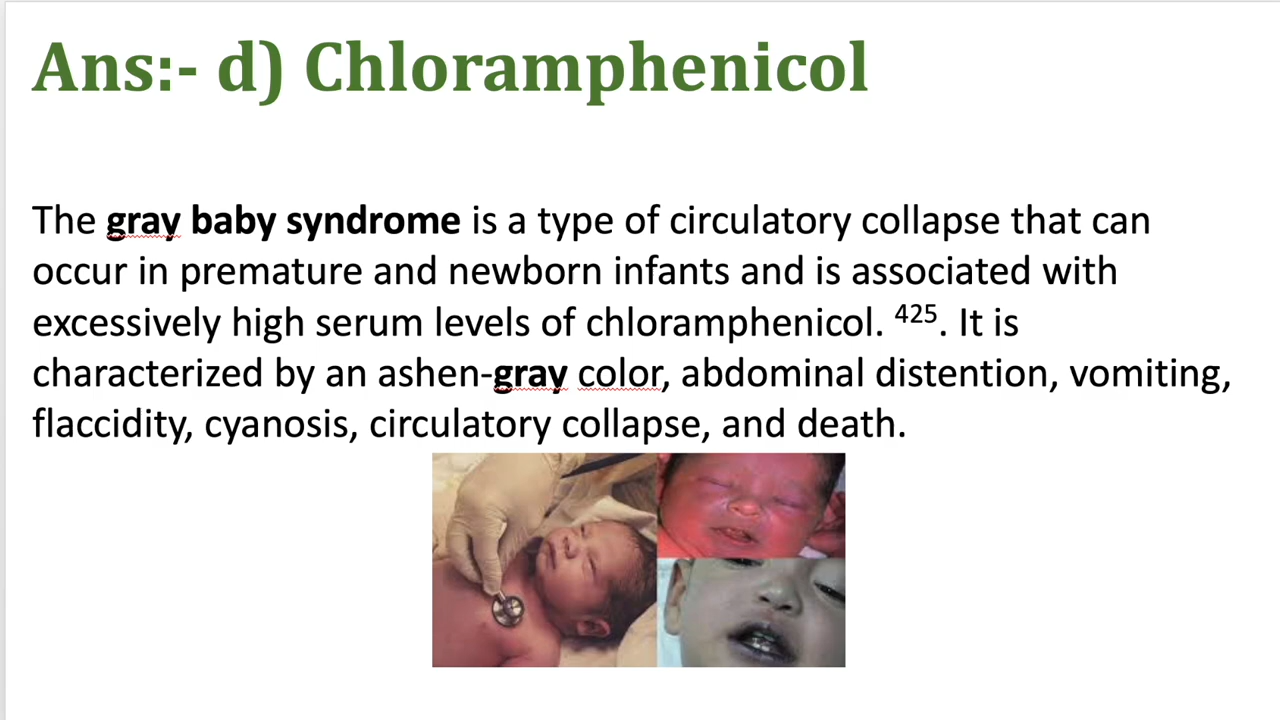 Ans:- d) Chloramphenicol
The gray baby syndrome is a type of circulatory collapse that can
occur in premature and newborn infants and is associated with
excessively high serum levels of chloramphenicol. 425. It is
characterized by an ashen-gray color, abdominal distention, vomiting,
flaccidity, cyanosis, circulatory collapse, and death.